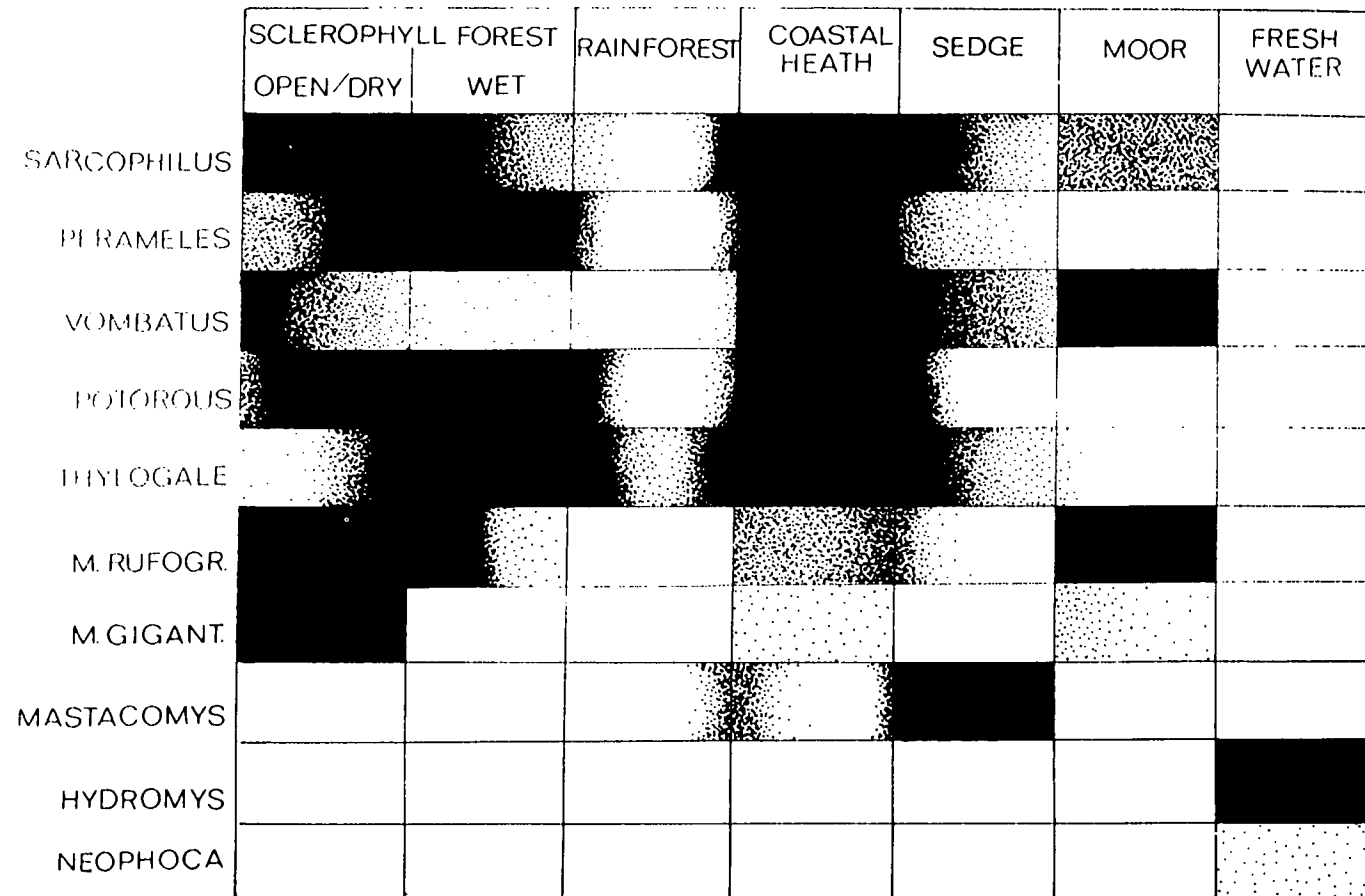 SCLEROPHYLL FOREST
OPEN/DRY WET
RAINFOREST
COASTAL
HEATH
SEDGE
MOOR
FRESH
WATER
SARCOPHILUS
PERAMELES
VOMBATUS
POTOROUS
THYLOGALE
M. RUFOGR.
M. GIGANT.
MASTACOMYS
HYDROMYS
NEOPHOCA